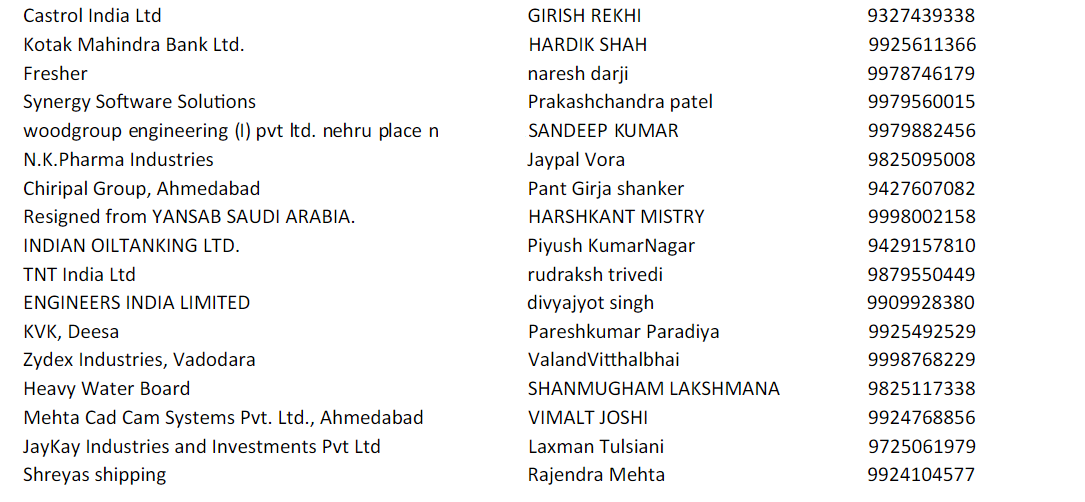 Castrol India Ltd GIRISH REKHI 9327439338
Kotak Mahindra Bank Ltd. HARDIK SHAH 9925611366
Fresher naresh darji 9978746179
Synergy Software Solutions Prakashchandra patel 9979560015
woodgroup engineering (I) pvt ltd. nehru place n SANDEEP KUMAR 9979882456
N.K.Pharma Industries Jaypal Vora 9825095008
Chiripal Group, Ahmedabad Pant Girja shanker 9427607082
Resigned from YANSAB SAUDI ARABIA. HARSHKANT MISTRY 9998002158
INDIAN OILTANKING LTD. Piyush KumarNagar 9429157810
TNT India Ltd rudraksh trivedi 9879550449
ENGINEERS INDIA LIMITED divyajyot singh 9909928380
KVK, Deesa Pareshkumar Paradiya 9925492529
Zydex Industries, Vadodara ValandVitthalbhai 9998768229
Heavy Water Board SHANMUGHAM LAKSHMANA 9825117338
Mehta Cad Cam Systems Pvt. Ltd., Ahmedabad VIMALT JOSHI 9924768856
JayKay Industries and Investments Pvt Ltd Laxman Tulsiani 9725061979
Shreyas shipping Rajendra Mehta 9924104577